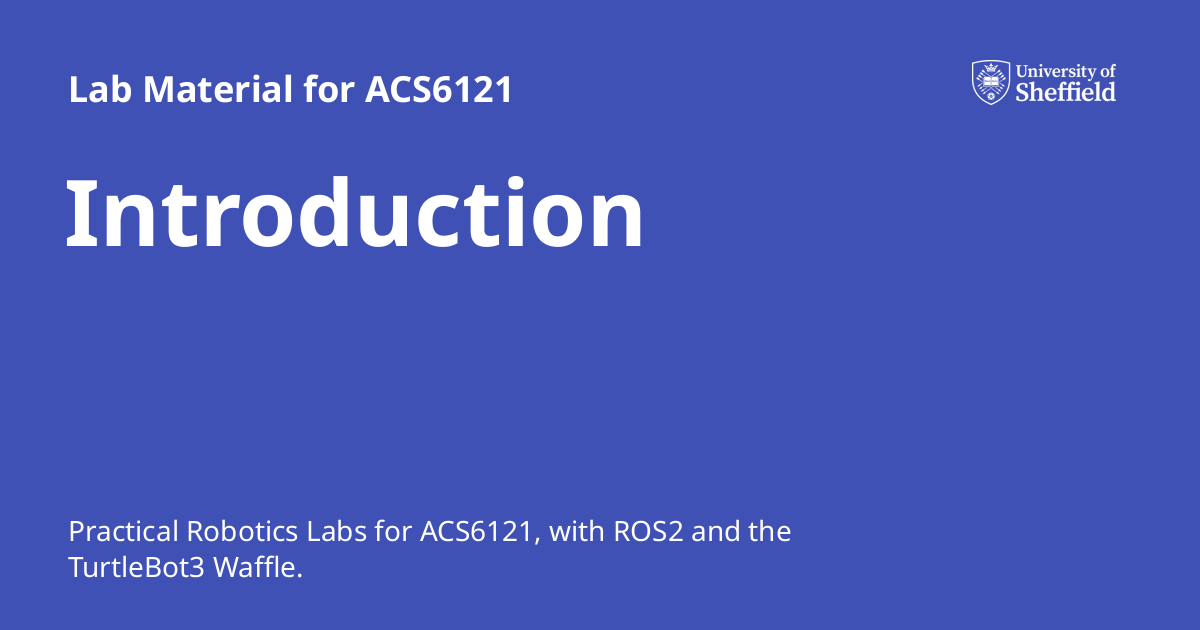 Lab Material for ACS6121
University of
Sheffield
Introduction
Practical Robotics Labs for ACS6121, with ROS2 and the
TurtleBot3 Waffle.